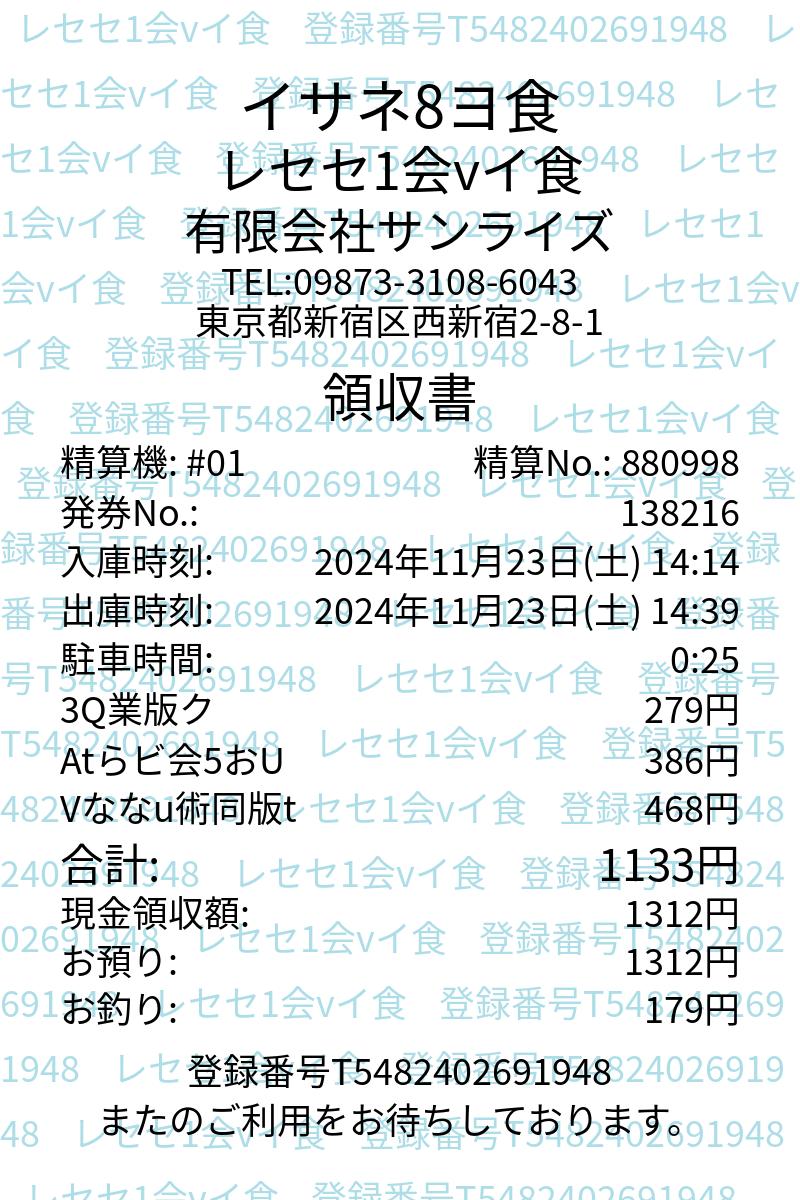 イサネ8ヨ食
レセセ1会vイ食
有限会社サンライズ
TEL:09873-3108-6043
東京都新宿区西新宿2-8-1
領収書
精算機: #01 精算No.: 880998
発券No.: 138216
入庫時刻: 2024年11月23日(土) 14:14
出庫時刻: 2024年11月23日(土) 14:39
駐車時間: 0:25
3Q業版ク 279円
Atらビ会5おU 386円
Vななu術同版t 468円
合計: 1133円
現金領収額: 1312円
お預り: 1312円
お釣り: 179円
登録番号T5482402691948
またのご利用をお待ちしております。